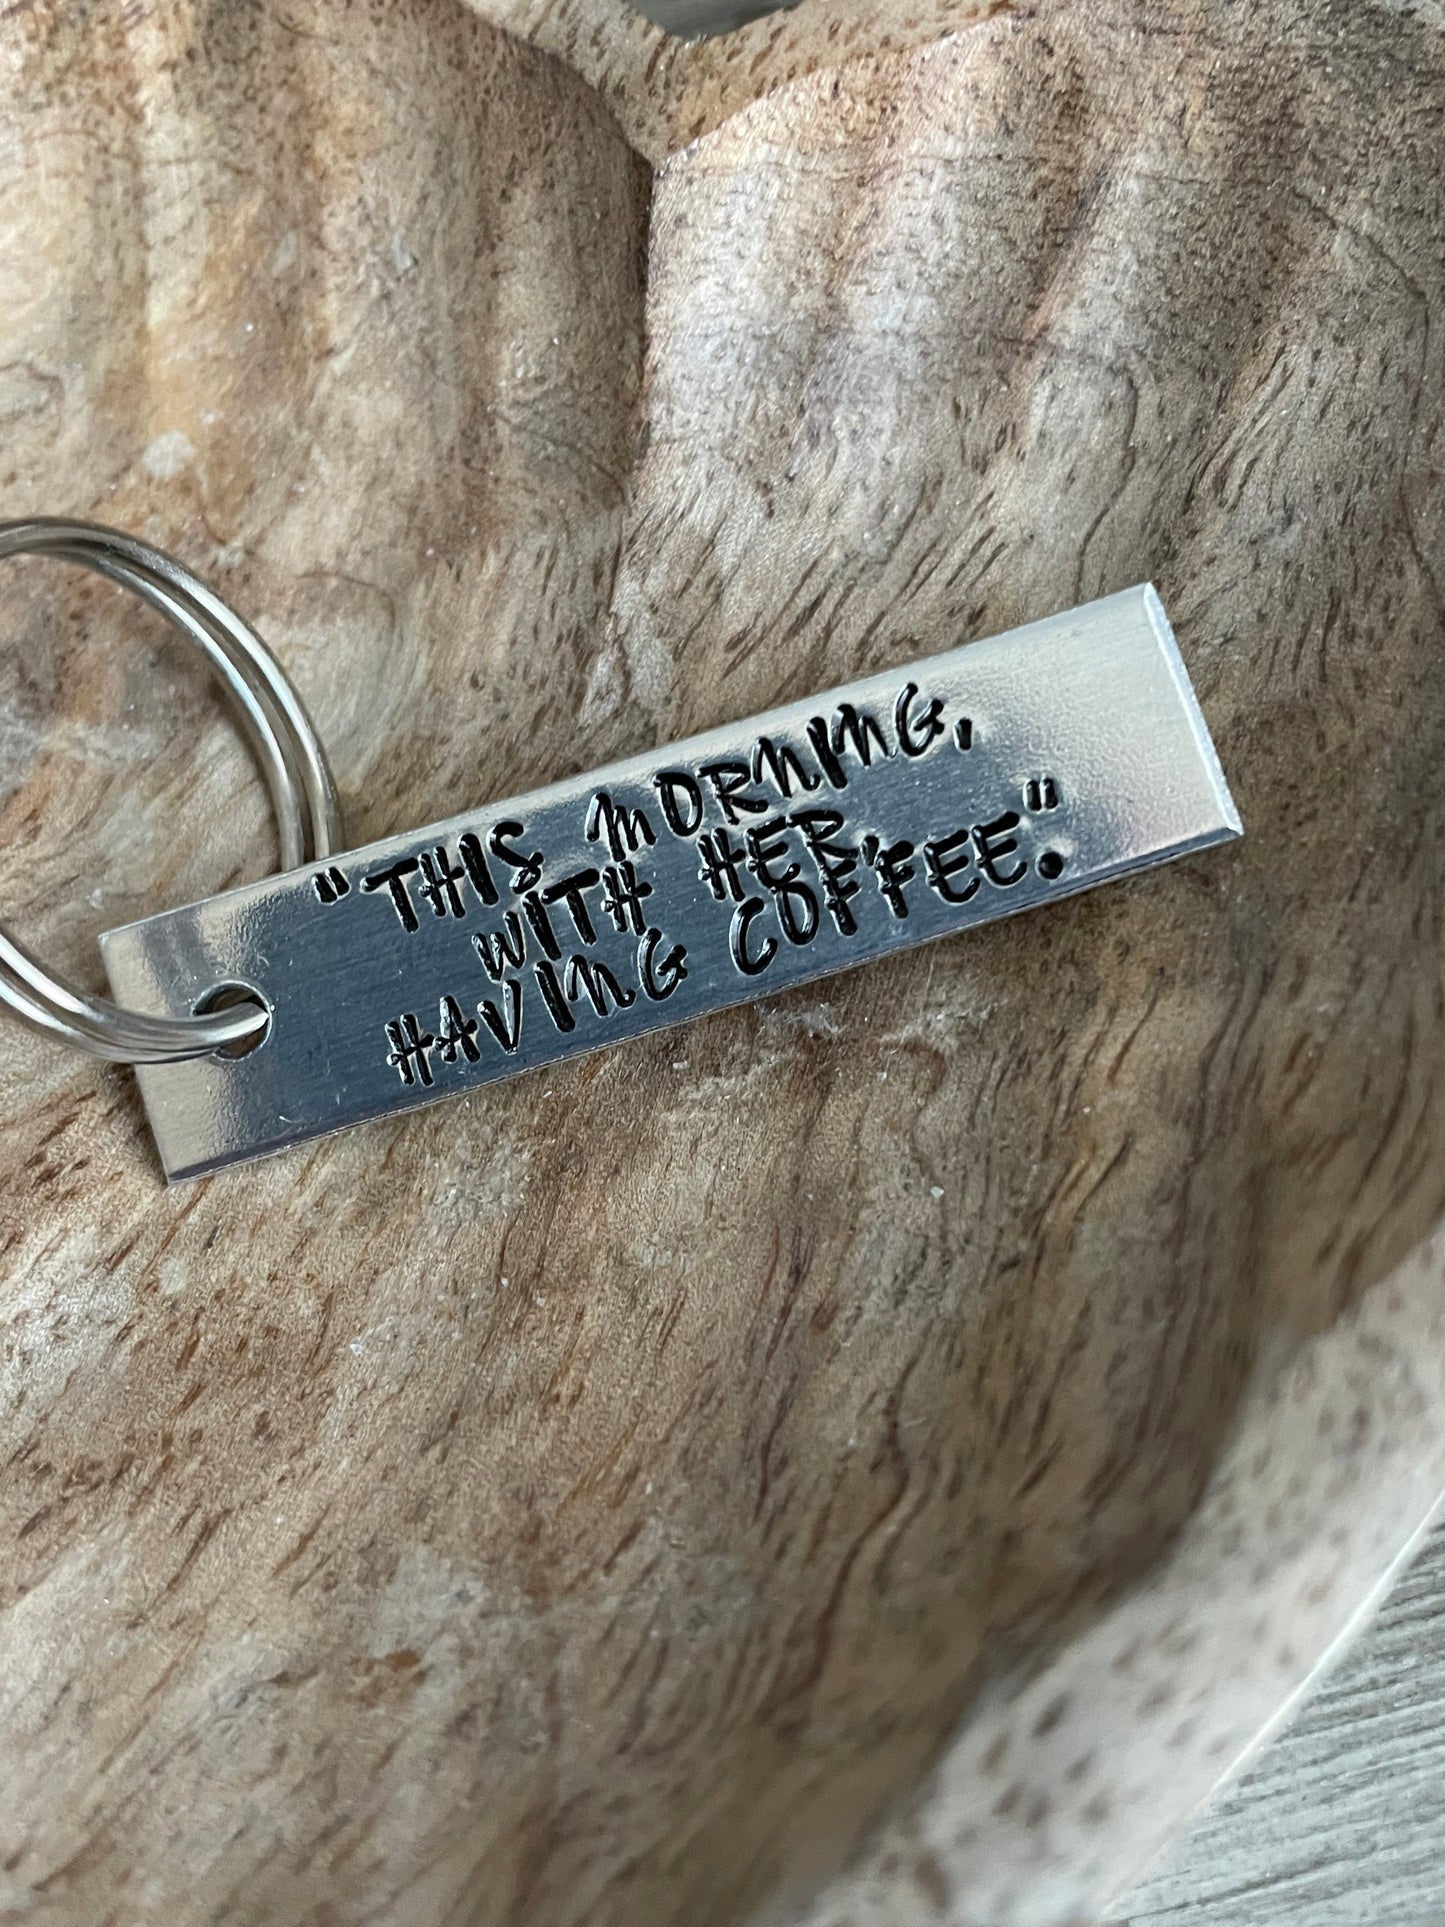 "THIS MORNING,
WITH HER,
HAVING COFFEE."